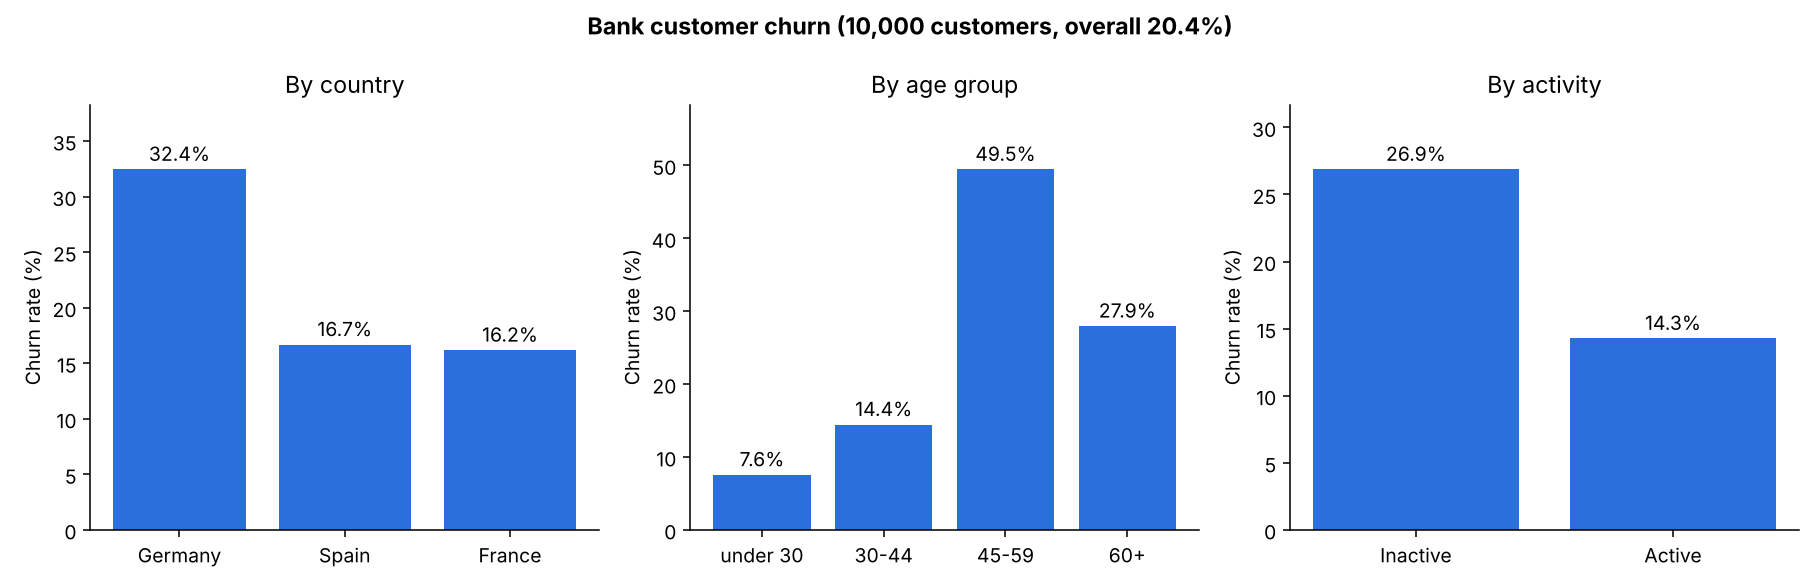 Bank customer churn (10,000 customers, overall 20.4%)
By country
Churn rate (%)
35
30
25
20
15
10
5
0
32.4%
16.7%
16.2%
Germany
Spain
France
By age group
Churn rate (%)
50
40
30
20
10
0
7.6%
14.4%
49.5%
27.9%
under 30
30-44
45-59
60+
By activity
Churn rate (%)
30
25
20
15
10
5
0
26.9%
14.3%
Inactive
Active